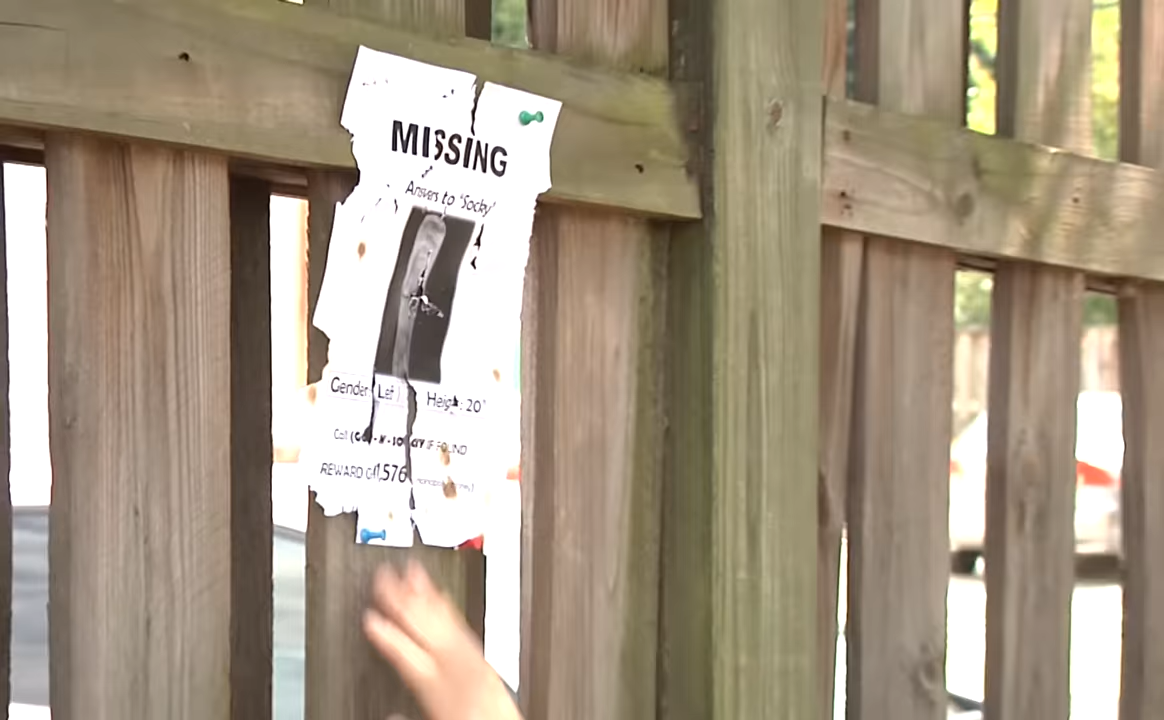 MISSING
Answers to "Socky"
Gender: Left Height: 20"
Call IF FOUND
REWARD 1,576